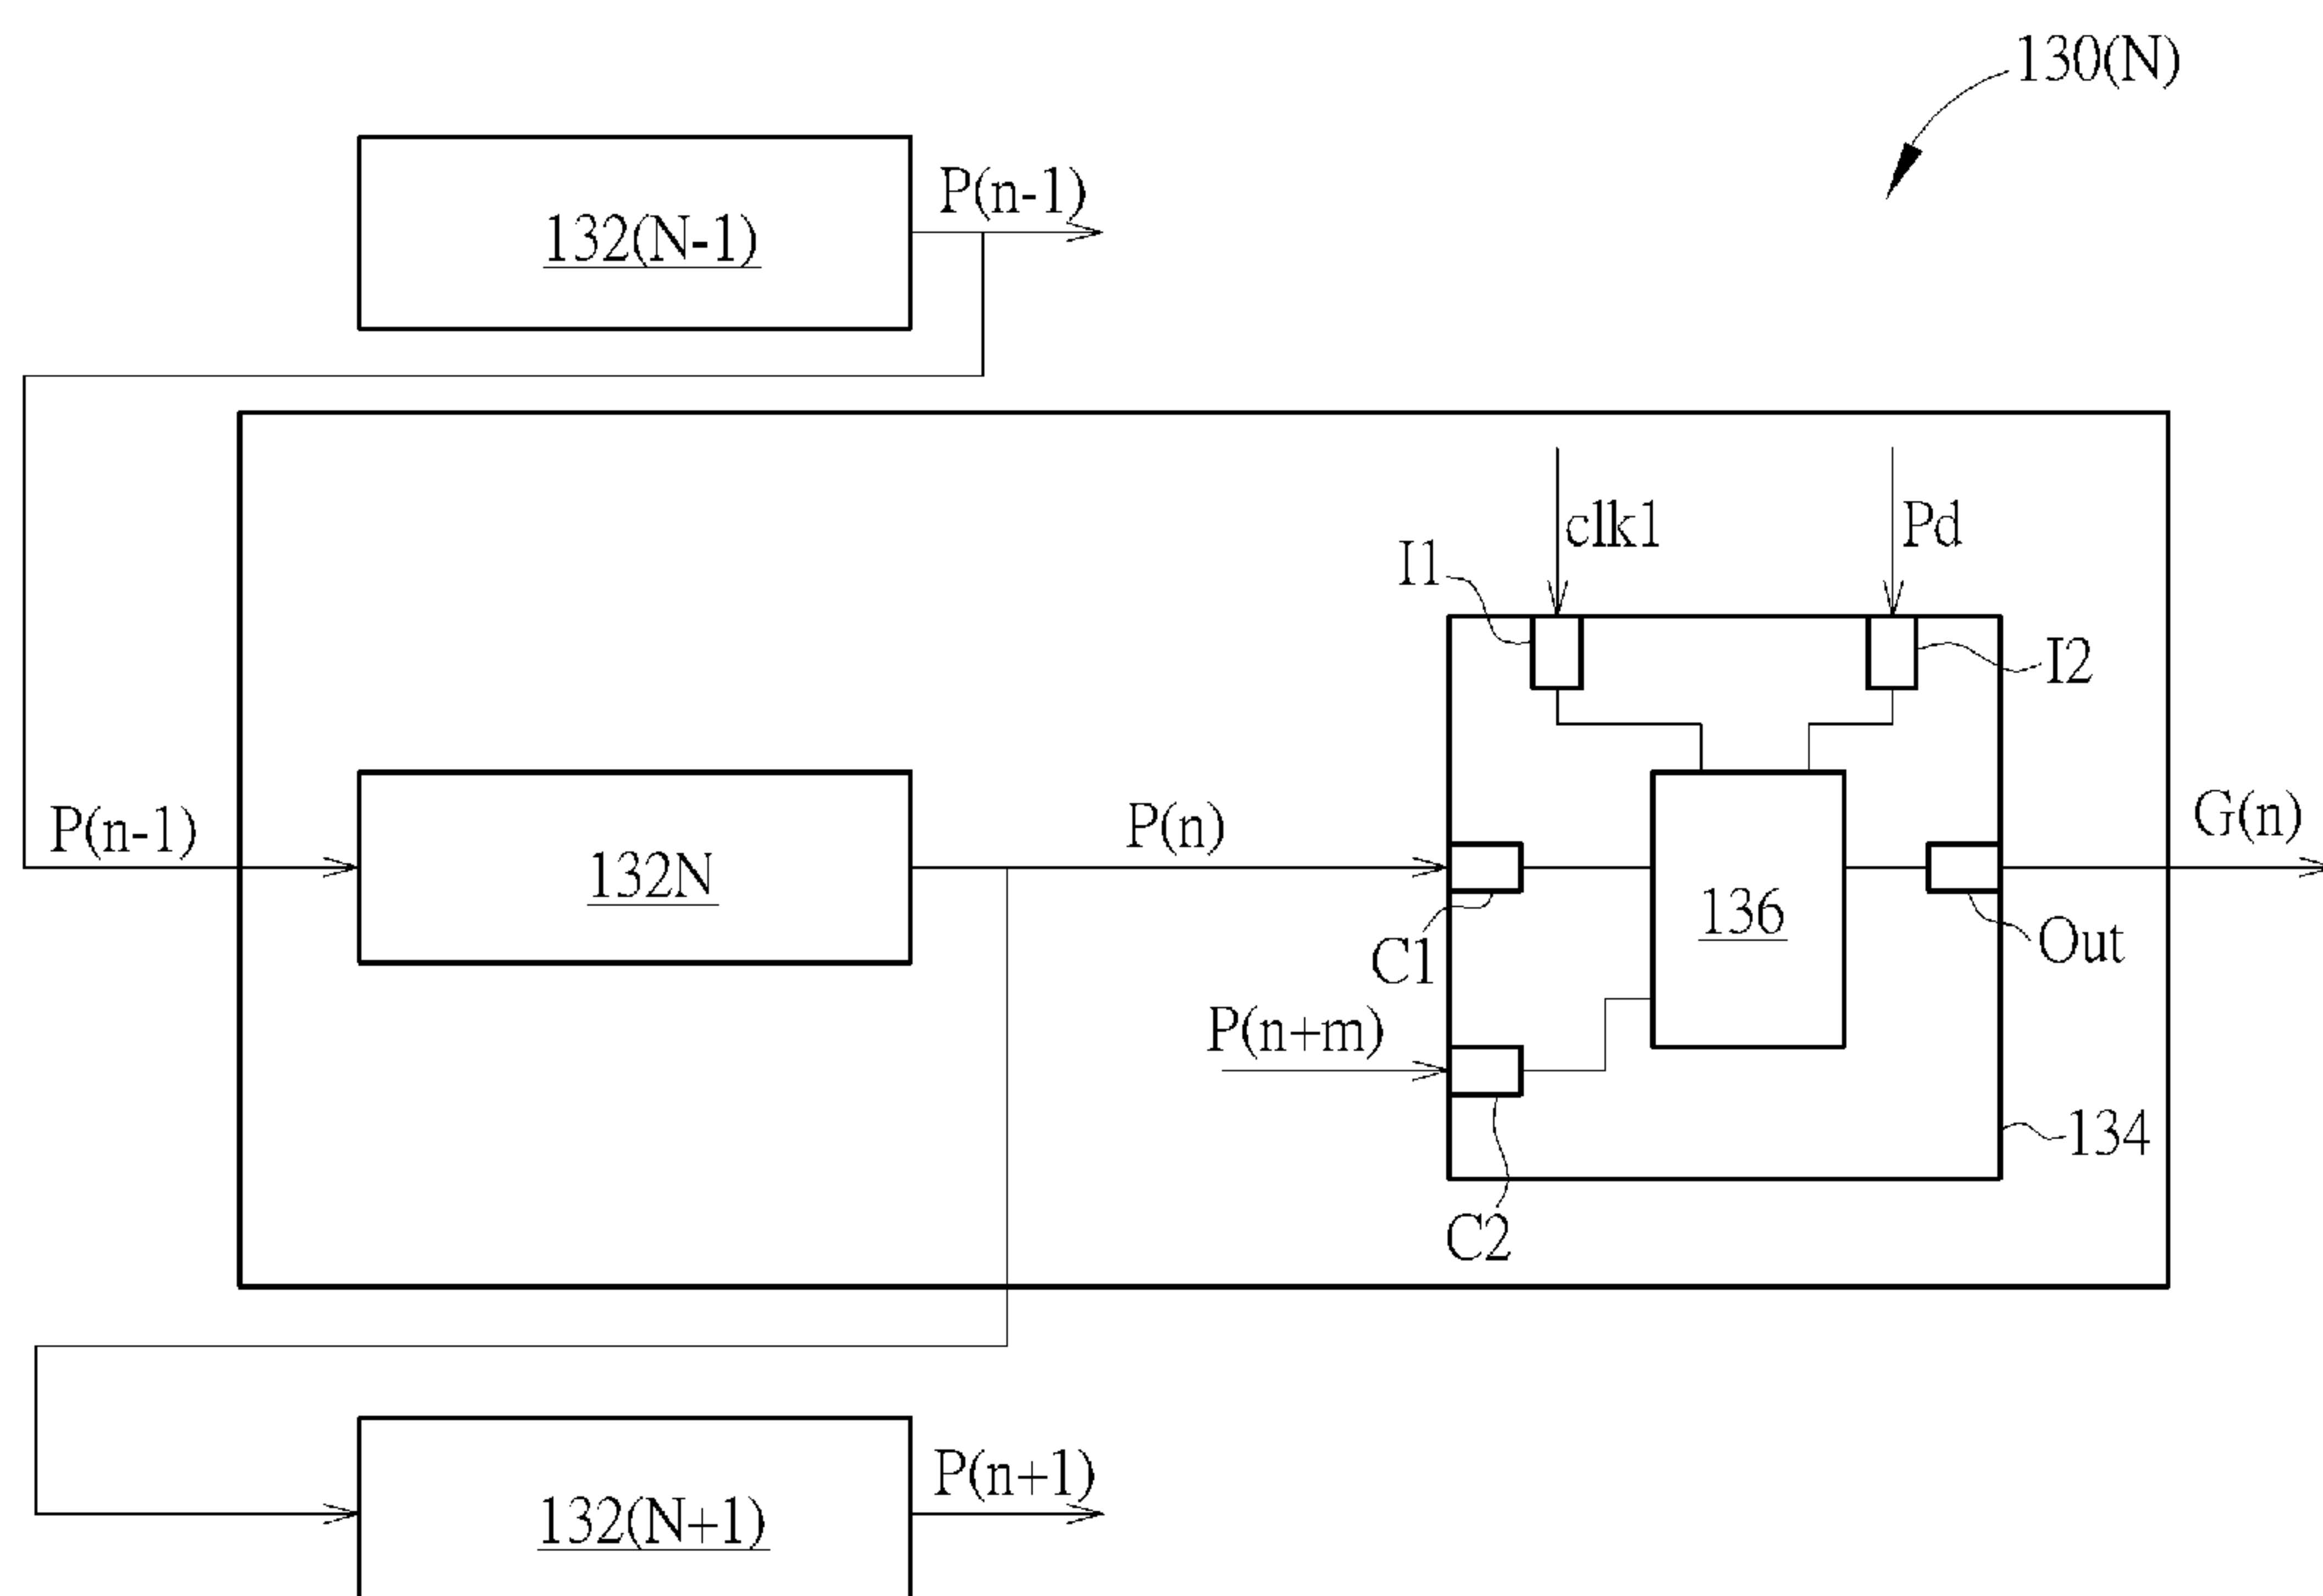 130(N)
P(n-1)
132(N-1)
clk1
Pd
I1
I2
P(n-1)
132N
P(n)
G(n)
136
C1
Out
P(n+m)
134
C2
P(n+1)
132(N+1)